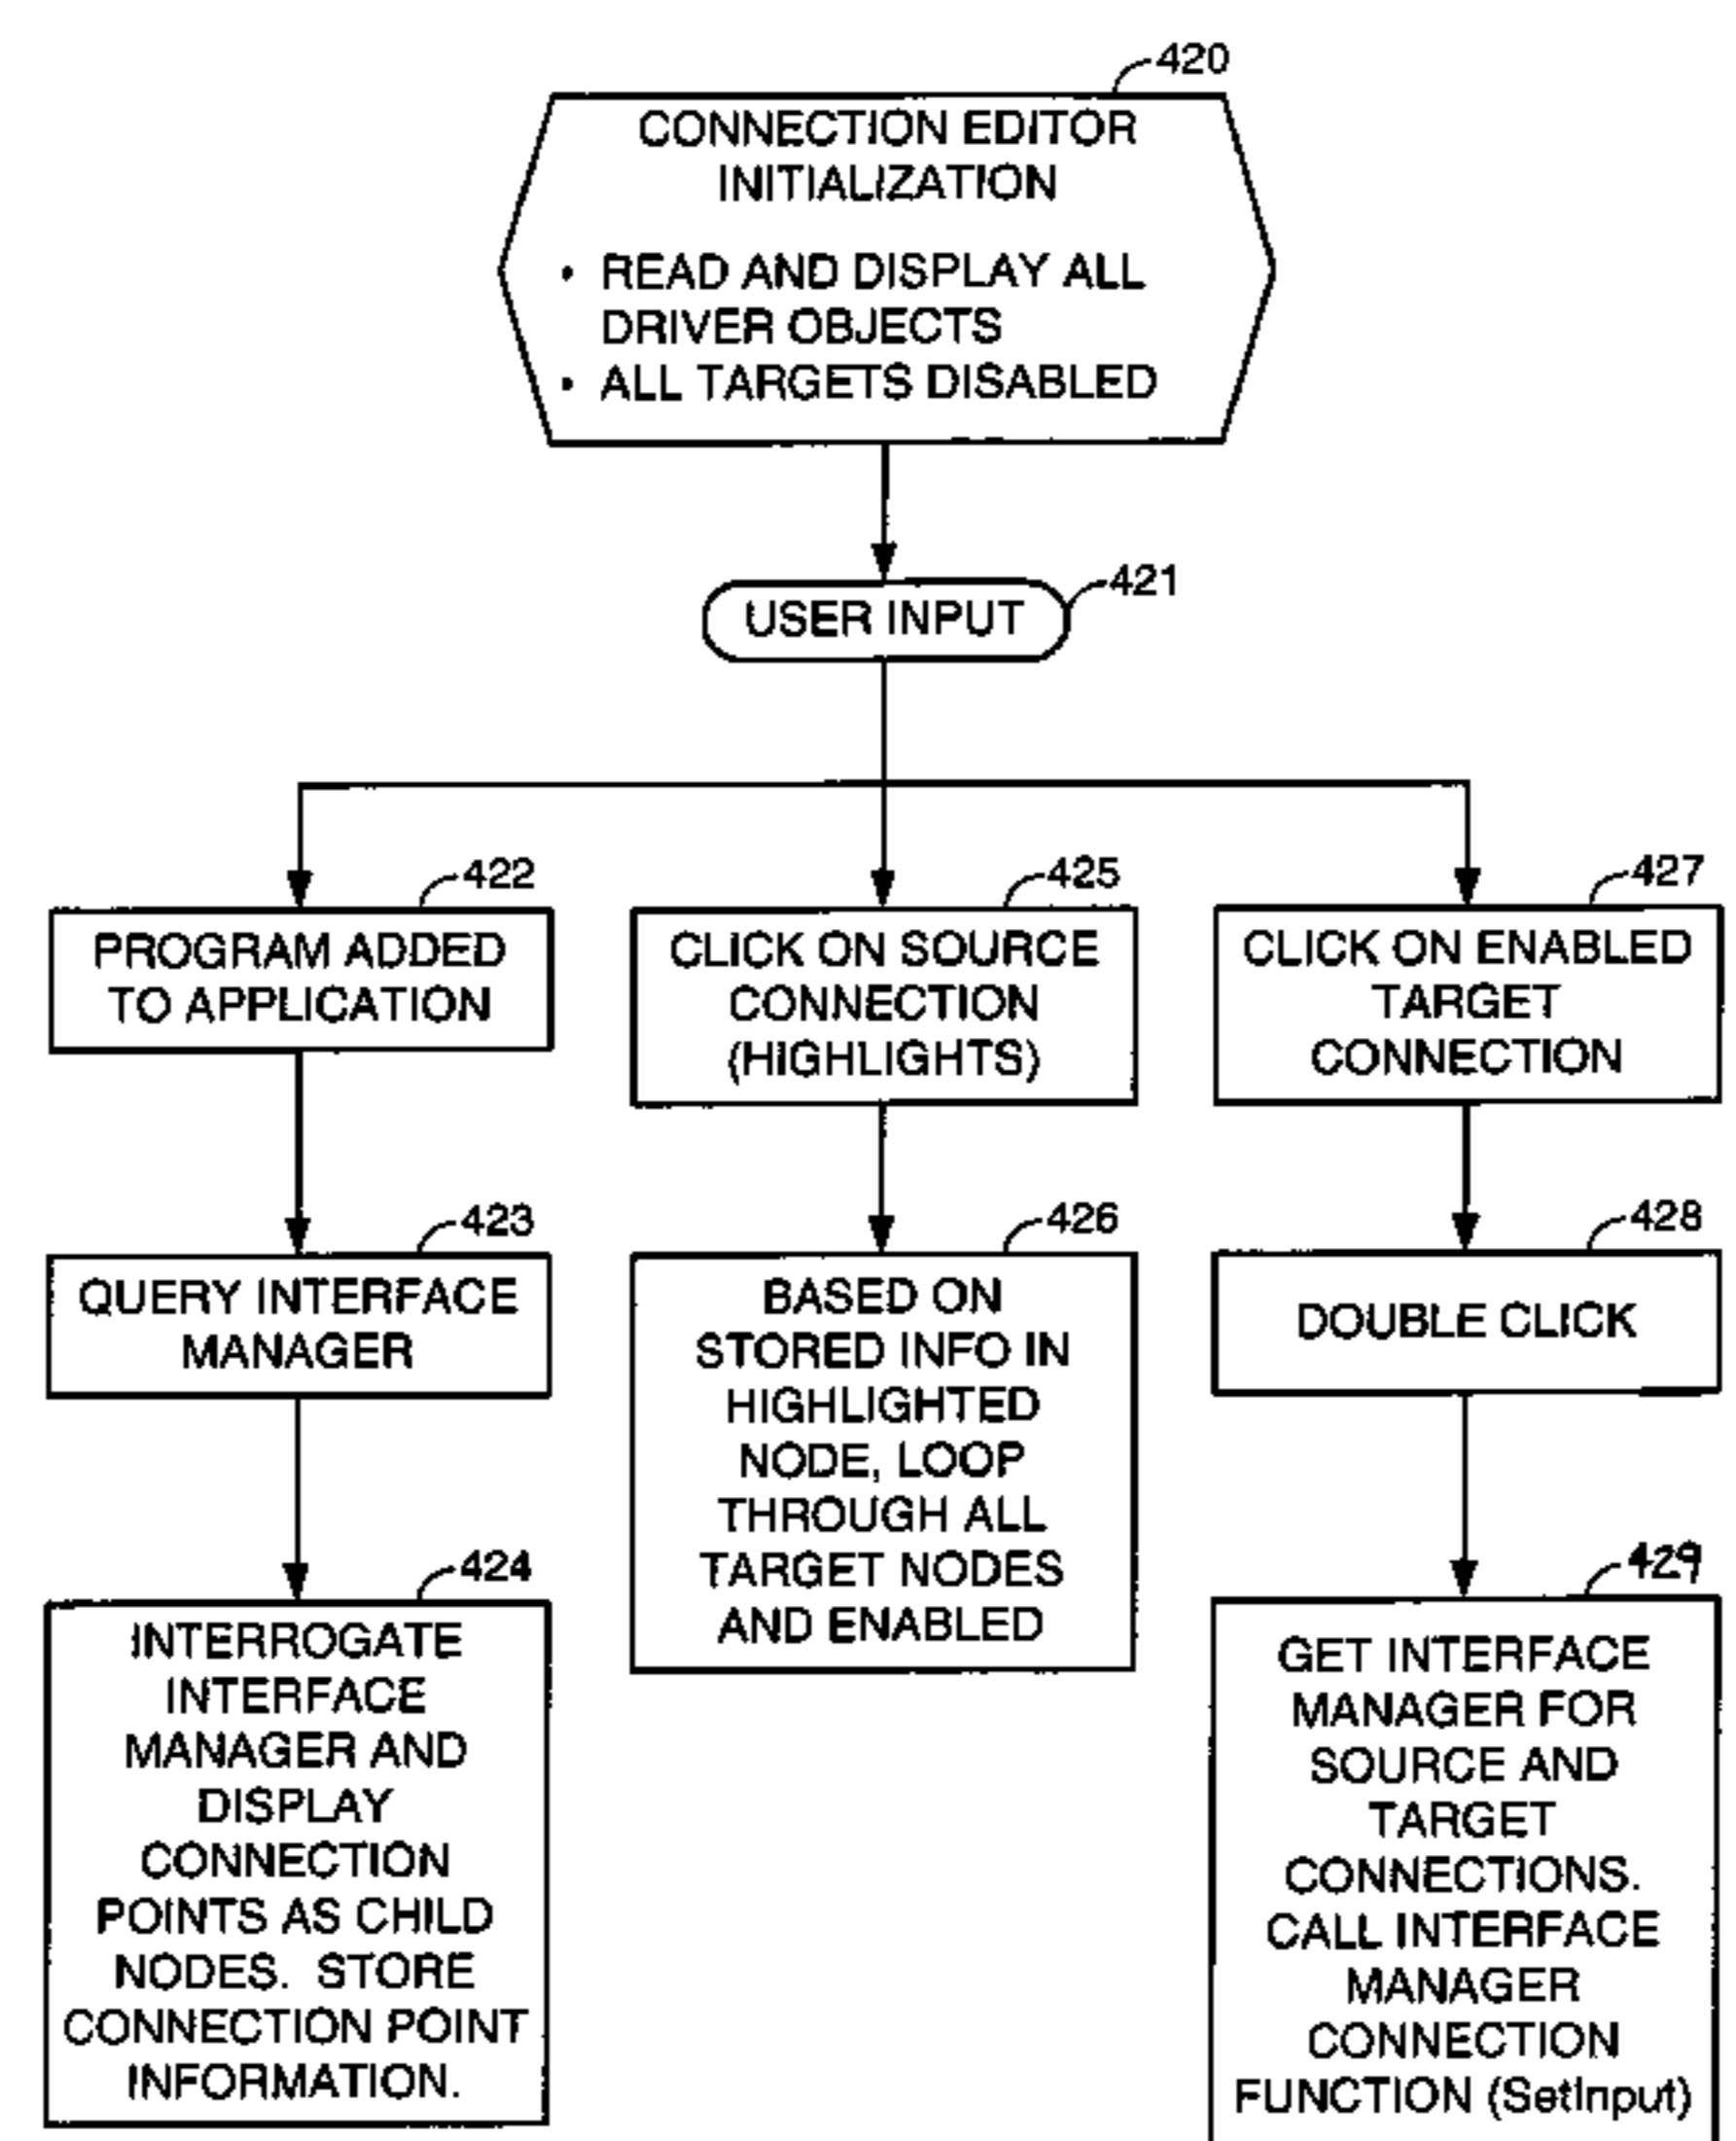 420
CONNECTION EDITOR
INITIALIZATION
• READ AND DISPLAY ALL
DRIVER OBJECTS
• ALL TARGETS DISABLED
421
USER INPUT
422
PROGRAM ADDED
TO APPLICATION
423
QUERY INTERFACE
MANAGER
424
INTERROGATE
INTERFACE
MANAGER AND
DISPLAY
CONNECTION
POINTS AS CHILD
NODES. STORE
CONNECTION POINT
INFORMATION.
425
CLICK ON SOURCE
CONNECTION
(HIGHLIGHTS)
426
BASED ON
STORED INFO IN
HIGHLIGHTED
NODE, LOOP
THROUGH ALL
TARGET NODES
AND ENABLED
427
CLICK ON ENABLED
TARGET
CONNECTION
428
DOUBLE CLICK
429
GET INTERFACE
MANAGER FOR
SOURCE AND
TARGET
CONNECTIONS.
CALL INTERFACE
MANAGER
CONNECTION
FUNCTION (SetInput)